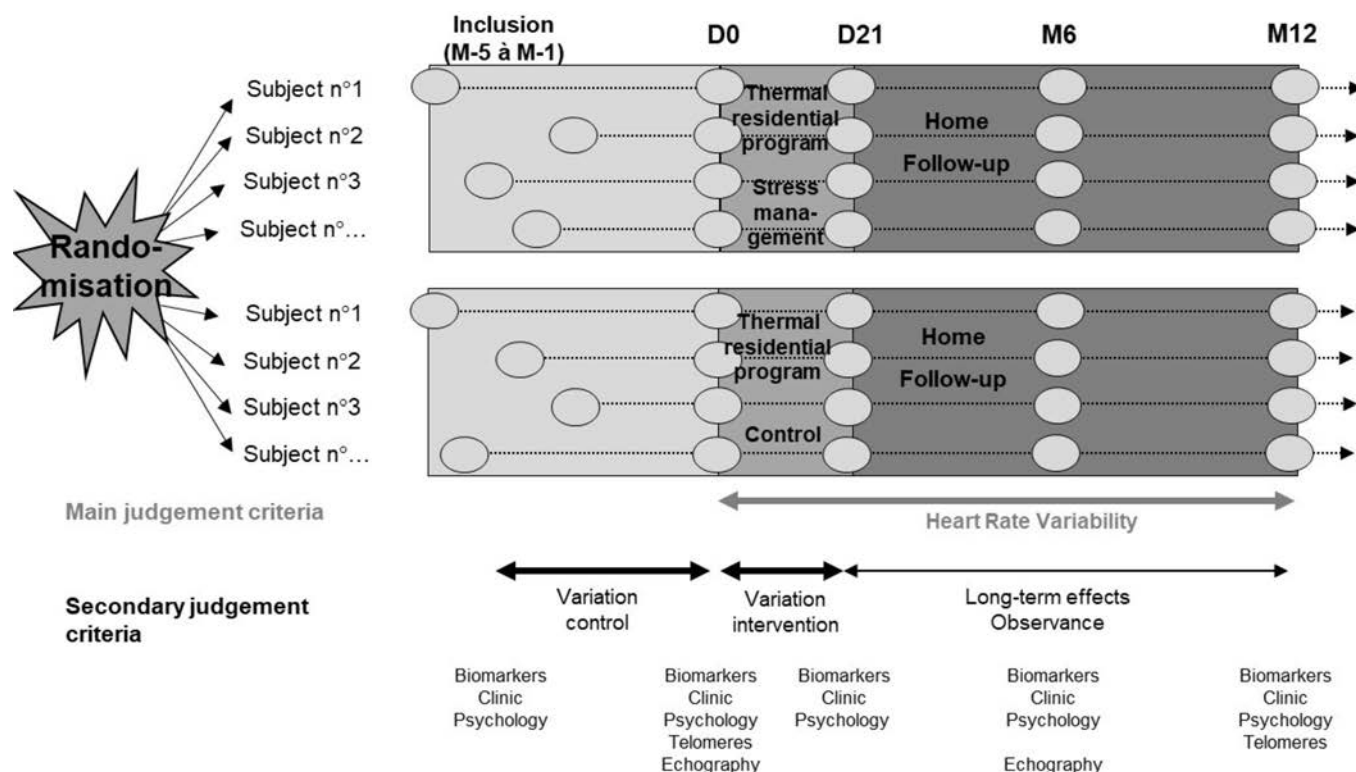 Inclusion
(M-5 à M-1)
D0
D21
M6
M12
Rando-
misation
Subject n°1
Subject n°2
Subject n°3
Subject n°...
Thermal
residential
program
Stress
mana-
gement
Home
Follow-up
Subject n°1
Subject n°2
Subject n°3
Subject n°...
Thermal
residential
program
Control
Home
Follow-up
Main judgement criteria
Heart Rate Variability
Secondary judgement
criteria
Variation
control
Variation
intervention
Long-term effects
Observance
Biomarkers
Clinic
Psychology
Biomarkers
Clinic
Psychology
Telomeres
Echography
Biomarkers
Clinic
Psychology
Biomarkers
Clinic
Psychology
Echography
Biomarkers
Clinic
Psychology
Telomeres